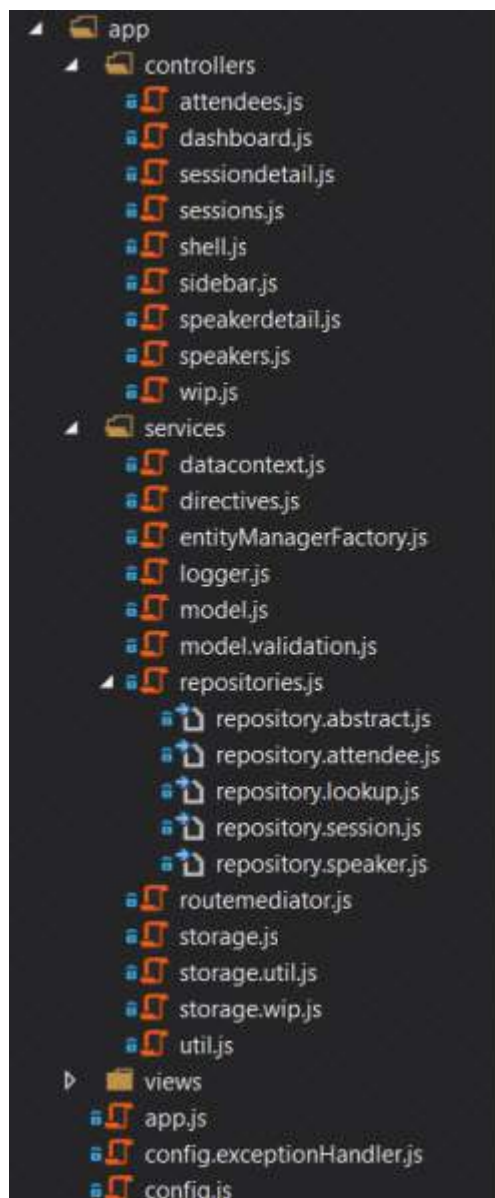 app
controllers
attendees.js
dashboard.js
sessiondetail.js
sessions.js
shell.js
sidebar.js
speakerdetail.js
speakers.js
wip.js
services
datacontext.js
directives.js
entityManagerFactory.js
logger.js
model.js
model.validation.js
repositories.js
repository.abstract.js
repository.attendee.js
repository.lookup.js
repository.session.js
repository.speaker.js
routemediator.js
storage.js
storage.util.js
storage.wip.js
util.js
views
app.js
config.exceptionHandler.js
config.js